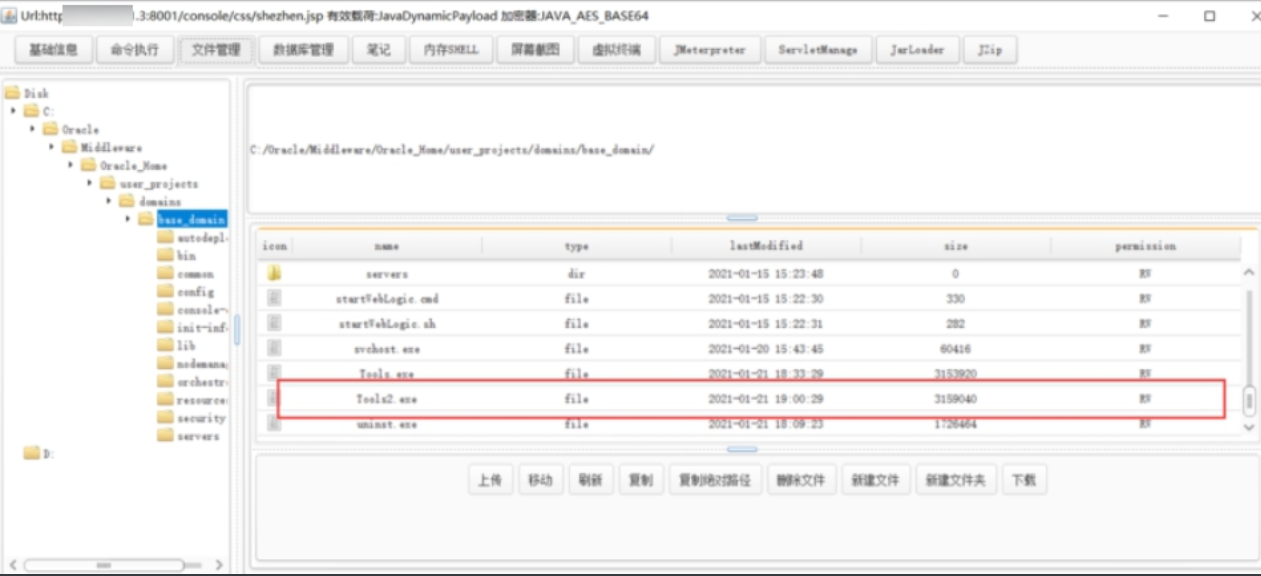 Url:http .3:8001/console/css/shezhen.jsp 有效载荷:JavaDynamicPayload 加密器:JAVA_AES_BASE64
基础信息 命令执行 文件管理 数据库管理 笔记 内存SHELL 屏幕截图 虚拟终端 JMeterpreter ServletManage JarLoader JZip
Disk
C:
Oracle
Middleware
Oracle_Home
user_projects
domains
base_domain
autodepl
bin
common
config
console-
init-inf
lib
nodemana
orchestr
resource
security
servers
D:
C:/Oracle/Middleware/Oracle_Home/user_projects/domains/base_domain/
icon name type lastModified size permission
servers dir 2021-01-15 15:23:48 0 RW
startWebLogic.cmd file 2021-01-15 15:22:30 330 RW
startWebLogic.sh file 2021-01-15 15:22:31 282 RW
svchost.exe file 2021-01-20 15:43:45 60416 RW
Tools.exe file 2021-01-21 18:33:29 3153920 RW
Tools2.exe file 2021-01-21 19:00:29 3159040 RW
uninst.exe file 2021-01-21 18:09:23 1726464 RW
上传 移动 刷新 复制 复制绝对路径 删除文件 新建文件 新建文件夹 下载